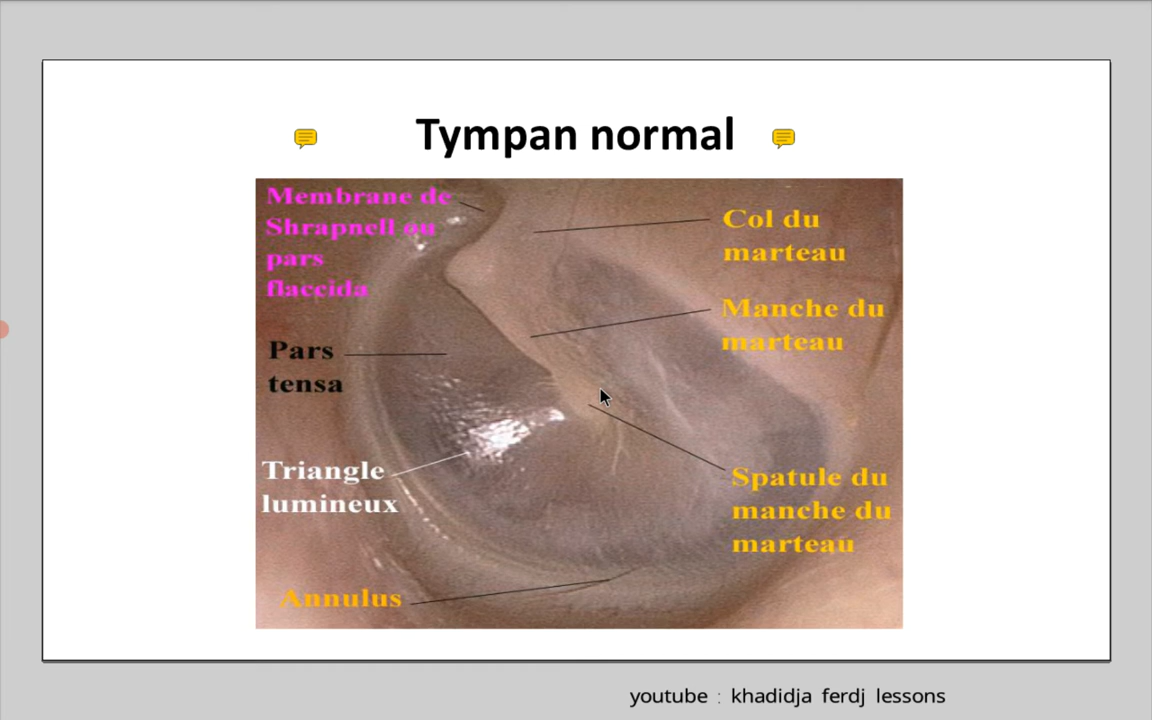 Tympan normal
Membrane de
Shrapnell ou
pars
flaccida
Col du
marteau
Manche du
marteau
Pars
tensa
Triangle
lumineux
Spatule du
manche du
marteau
Annulus
youtube : khadidja ferdj lessons